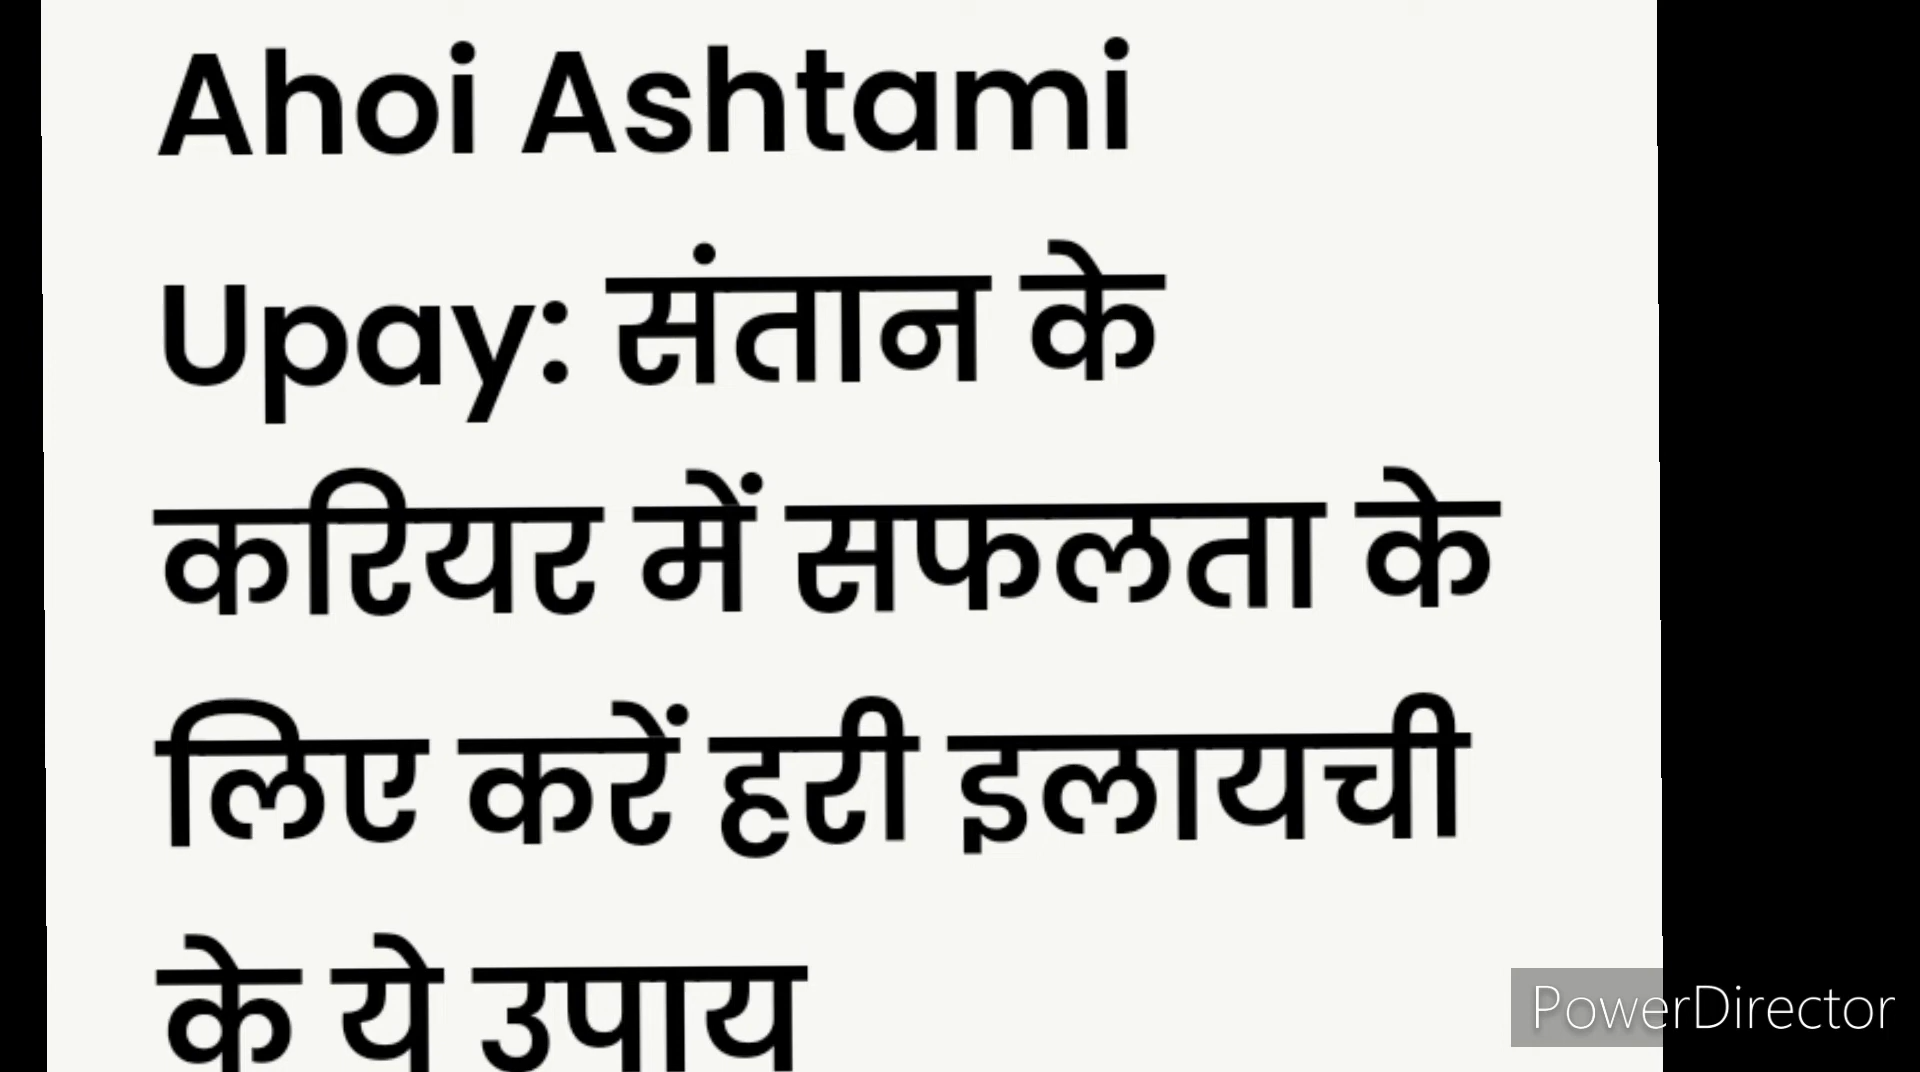 Ahoi Ashtami
Upay: संतान के
करियर में सफलता के
लिए करें हरी इलायची
के ये उपाय
PowerDirector